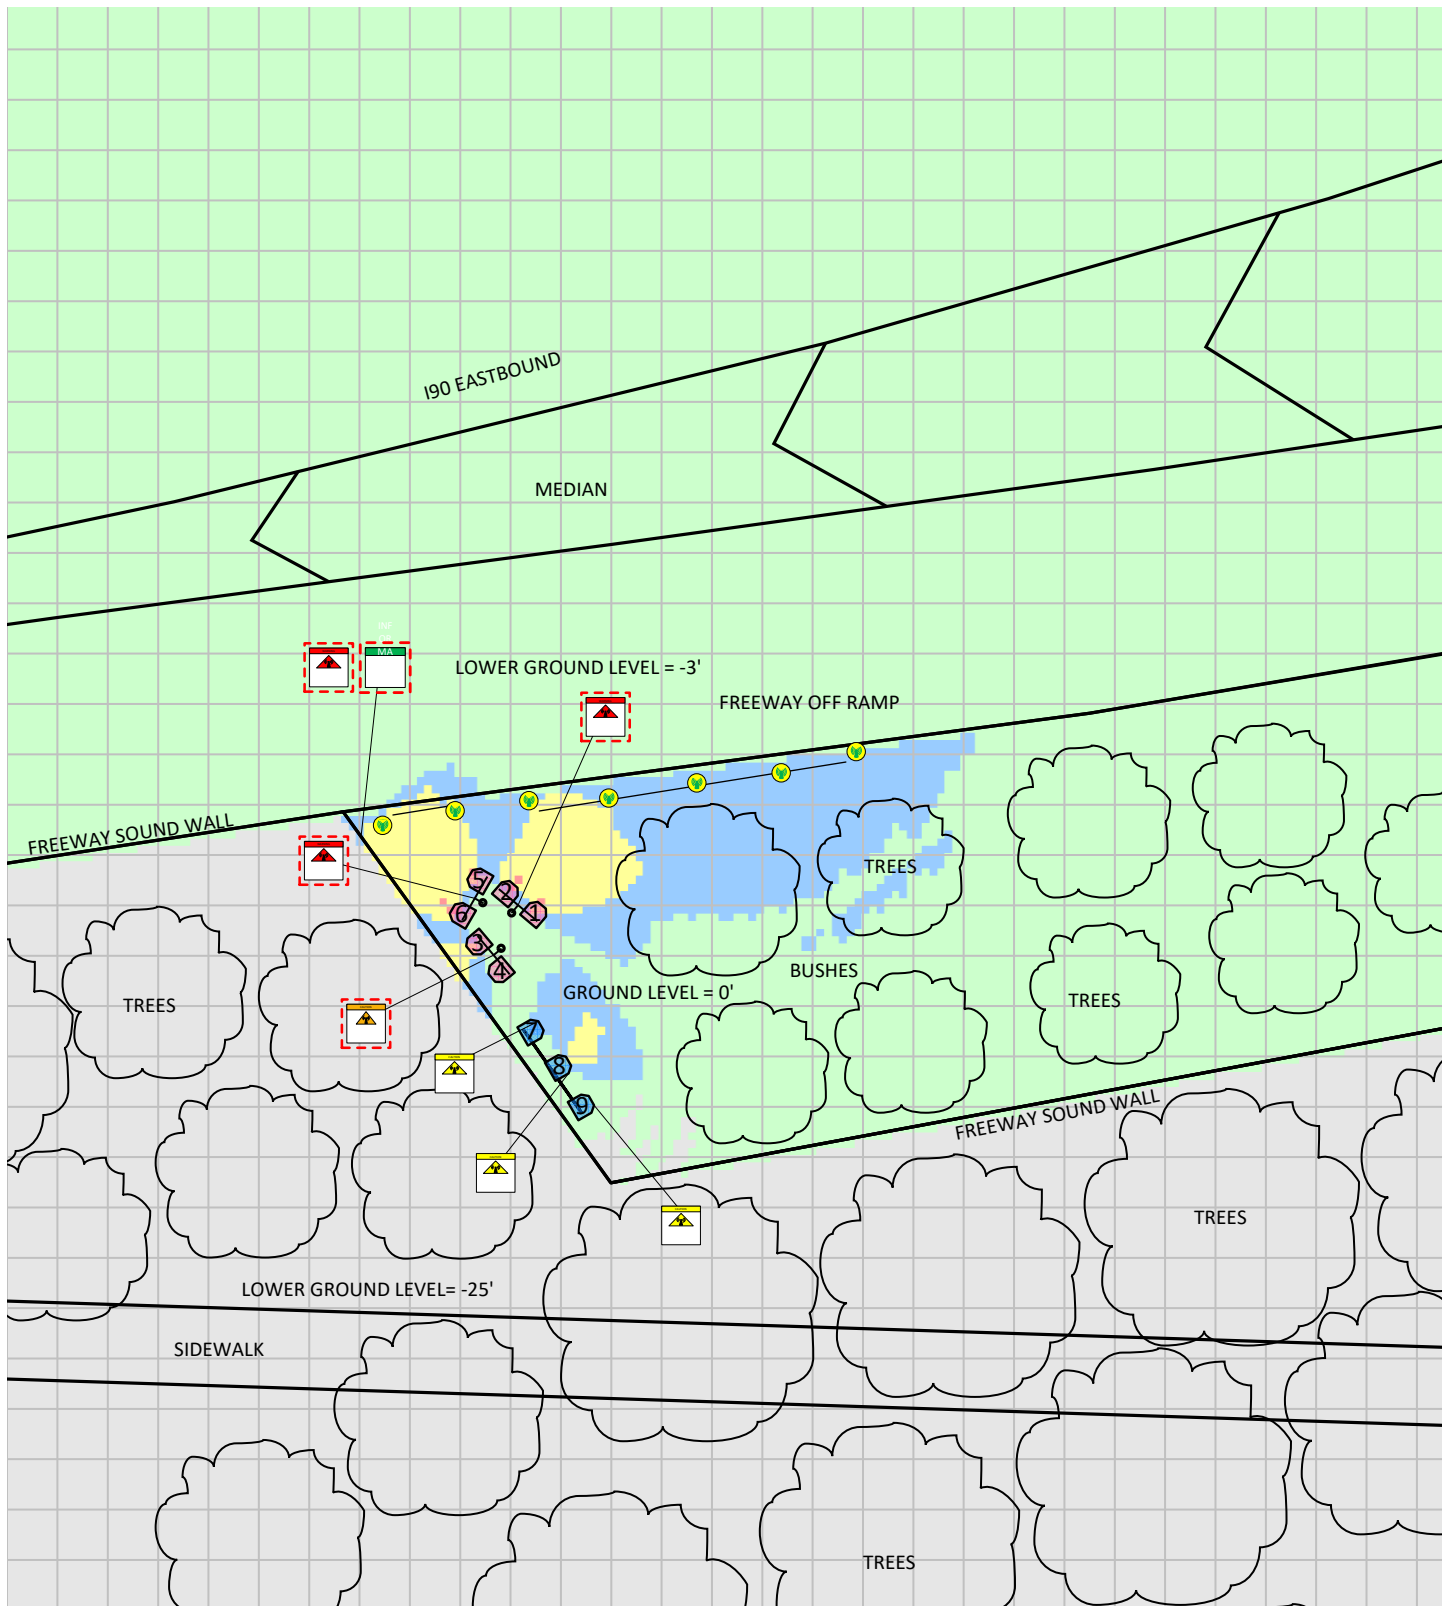 I90 EASTBOUND
MEDIAN
INF
MA
LOWER GROUND LEVEL = -3'
FREEWAY OFF RAMP
FREEWAY SOUND WALL
TREES
5
2
6
1
3
4
BUSHES
GROUND LEVEL = 0'
TREES
TREES
7
8
9
FREEWAY SOUND WALL
TREES
LOWER GROUND LEVEL= -25'
SIDEWALK
TREES